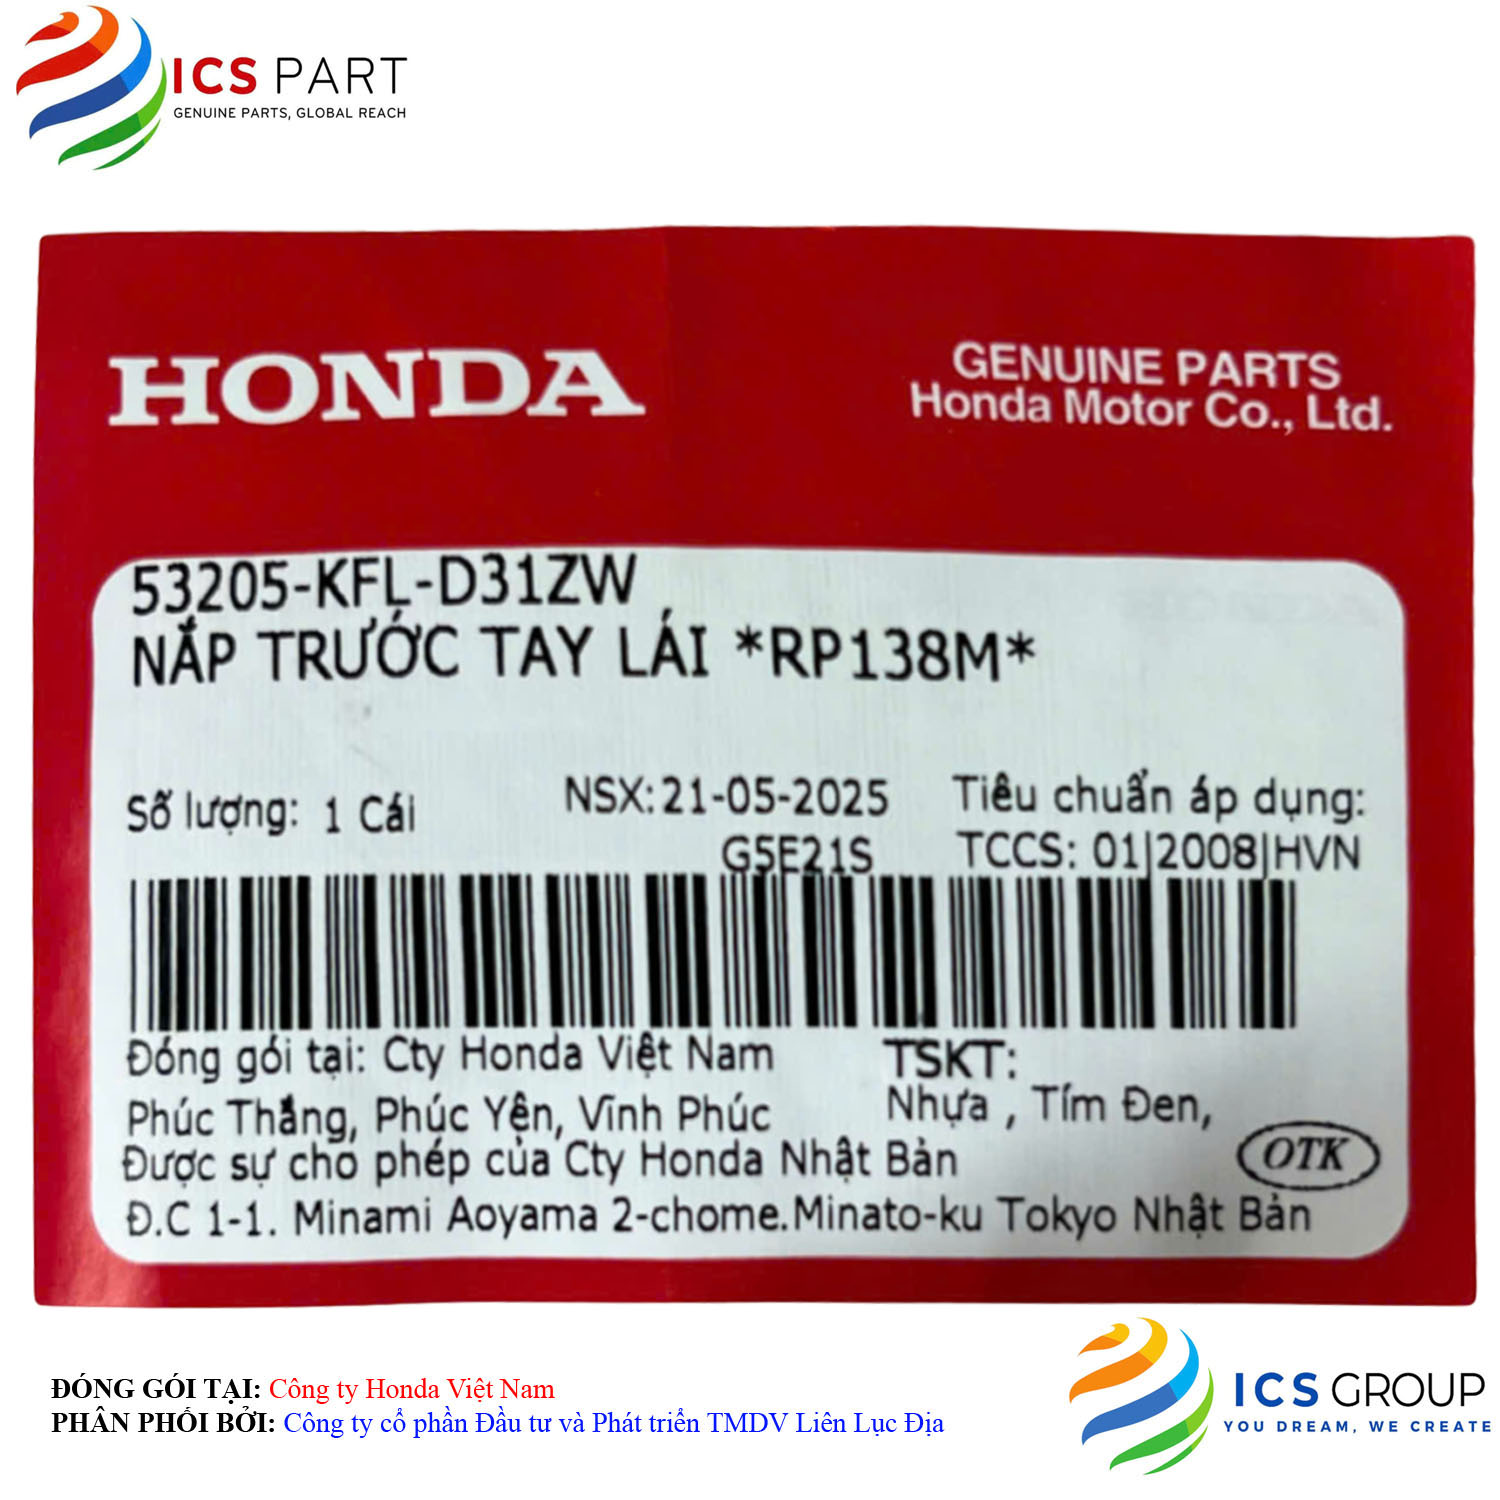 ICS PART
GENUINE PARTS, GLOBAL REACH
HONDA
GENUINE PARTS
Honda Motor Co., Ltd.
53205-KFL-D31ZW
NẮP TRƯỚC TAY LÁI *RP138M*
Số lượng: 1 Cái
NSX: 21-05-2025
G5E21S
Tiêu chuẩn áp dụng:
TCCS: 01|2008|HVN
Đóng gói tại: Cty Honda Việt Nam
Phúc Thắng, Phúc Yên, Vĩnh Phúc
TSKT:
Nhựa , Tím Đen,
Được sự cho phép của Cty Honda Nhật Bản
OTK
Đ.C 1-1. Minami Aoyama 2-chome.Minato-ku Tokyo Nhật Bản
ĐÓNG GÓI TẠI: Công ty Honda Việt Nam
PHÂN PHỐI BỞI: Công ty cổ phần Đầu tư và Phát triển TMDV Liên Lục Địa
ICS GROUP
YOU DREAM, WE CREATE